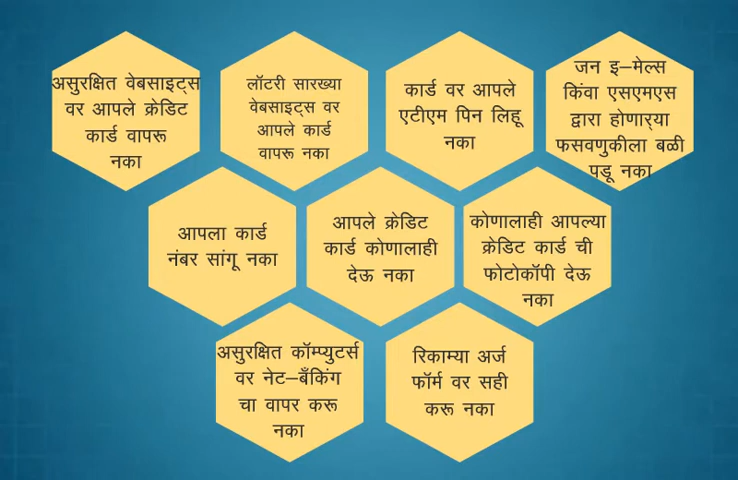 असुरक्षित वेबसाइट्स
वर आपले क्रेडिट
कार्ड वापरू
नका
लॉटरी सारख्या
वेबसाइट्स वर
आपले कार्ड
वापरू नका
कार्ड वर आपले
एटीएम पिन लिहू
नका
जन इ–मेल्स
किंवा एसएमएस
द्वारा होणाऱ्या
फसवणुकीला बळी
पडू नका
आपला कार्ड
नंबर सांगू नका
आपले क्रेडिट
कार्ड कोणालाही
देऊ नका
कोणालाही आपल्या
क्रेडिट कार्ड ची
फोटोकॉपी देऊ
नका
असुरक्षित कॉम्प्युटर्स
वर नेट–बँकिंग
चा वापर करू
नका
रिकाम्या अर्ज
फॉर्म वर सही
करू नका